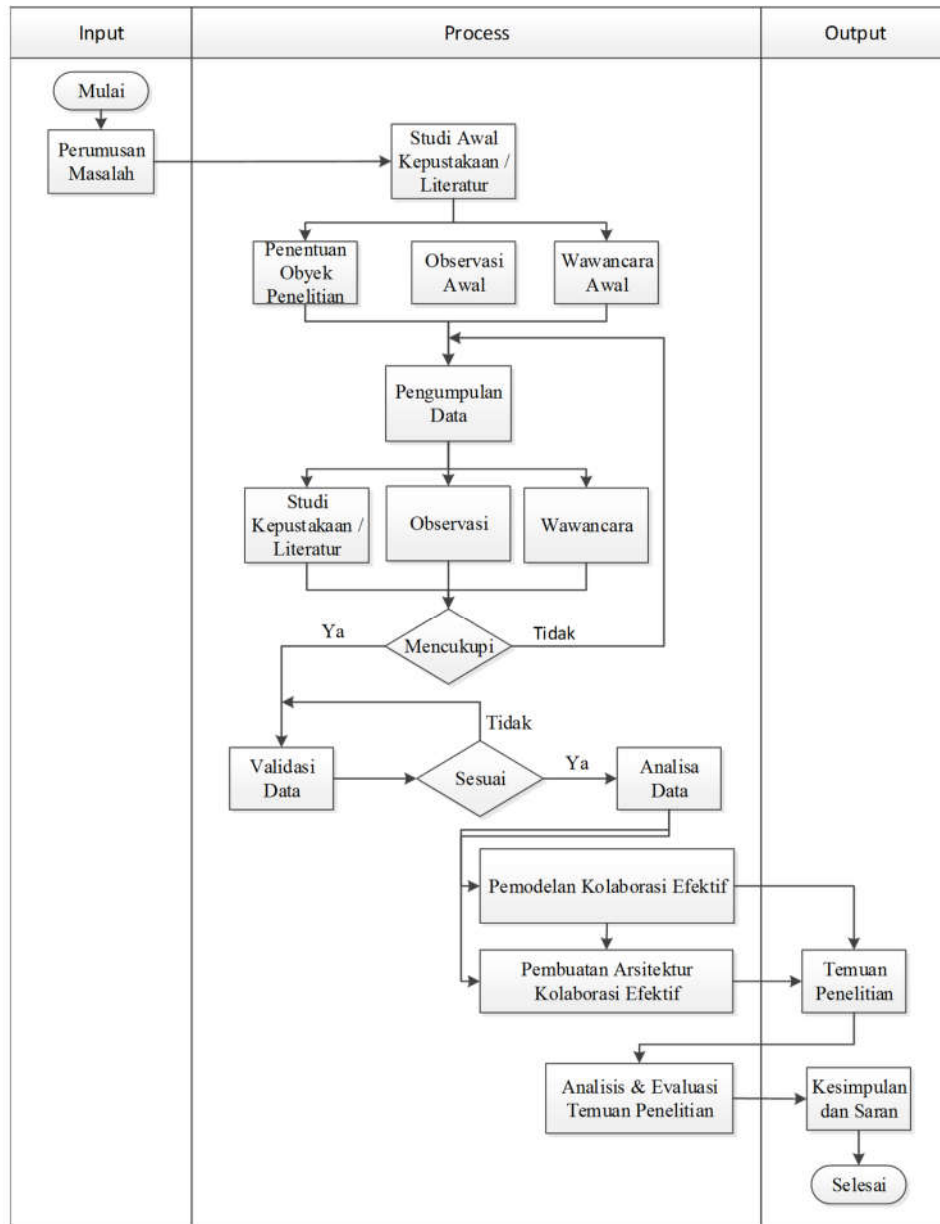 Input
Process
Output
Mulai
Perumusan
Masalah
Studi Awal
Kepustakaan /
Literatur
Penentuan
Obyek
Penelitian
Observasi
Awal
Wawancara
Awal
Pengumpulan
Data
Studi
Kepustakaan /
Literatur
Observasi
Wawancara
Ya
Mencukupi
Tidak
Tidak
Validasi
Data
Sesuai
Ya
Analisa
Data
Pemodelan Kolaborasi Efektif
Pembuatan Arsitektur
Kolaborasi Efektif
Temuan
Penelitian
Analisis & Evaluasi
Temuan Penelitian
Kesimpulan
dan Saran
Selesai